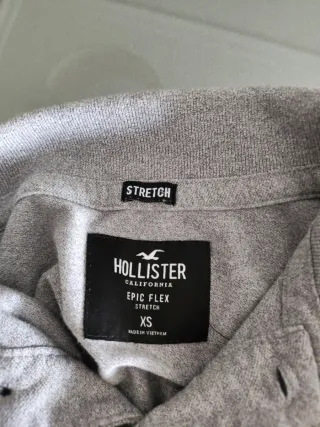 STRETCH
HOLLISTER
CALIFORNIA
EPIC FLEX
STRETCH
XS
MADE IN VIETNAM